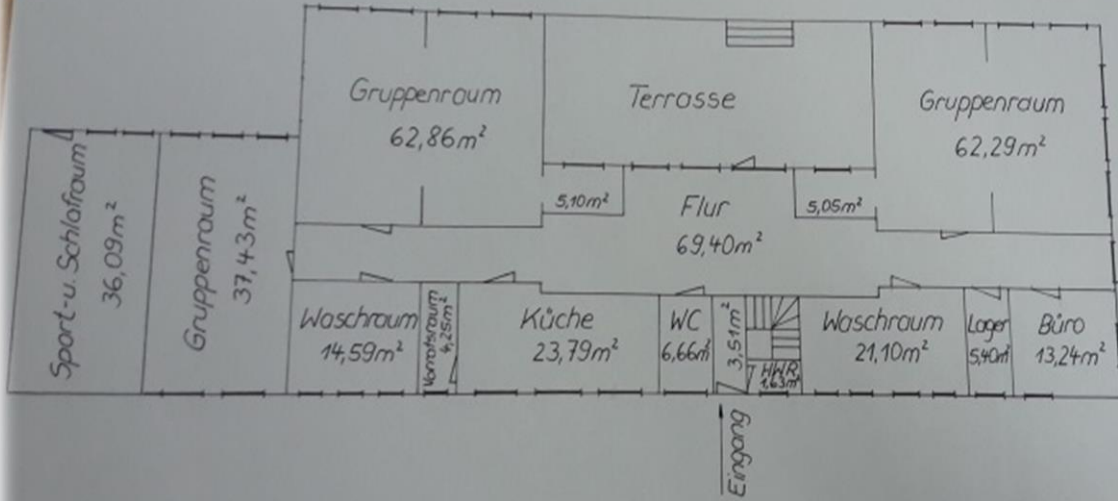 Gruppenraum
62,86m²
Terrasse
Gruppenraum
62,29m²
Sport-u. Schlafraum
36,09m²
Gruppenraum
37,43m²
5,10m²
Flur
69,40m²
5,05m²
Waschraum
14,59m²
Vorratsraum
4,25m²
Küche
23,79m²
WC
6,66m²
3,51m²
HWR
1,63m²
Waschraum
21,10m²
Lager
5,40m²
Büro
13,24m²
Eingang